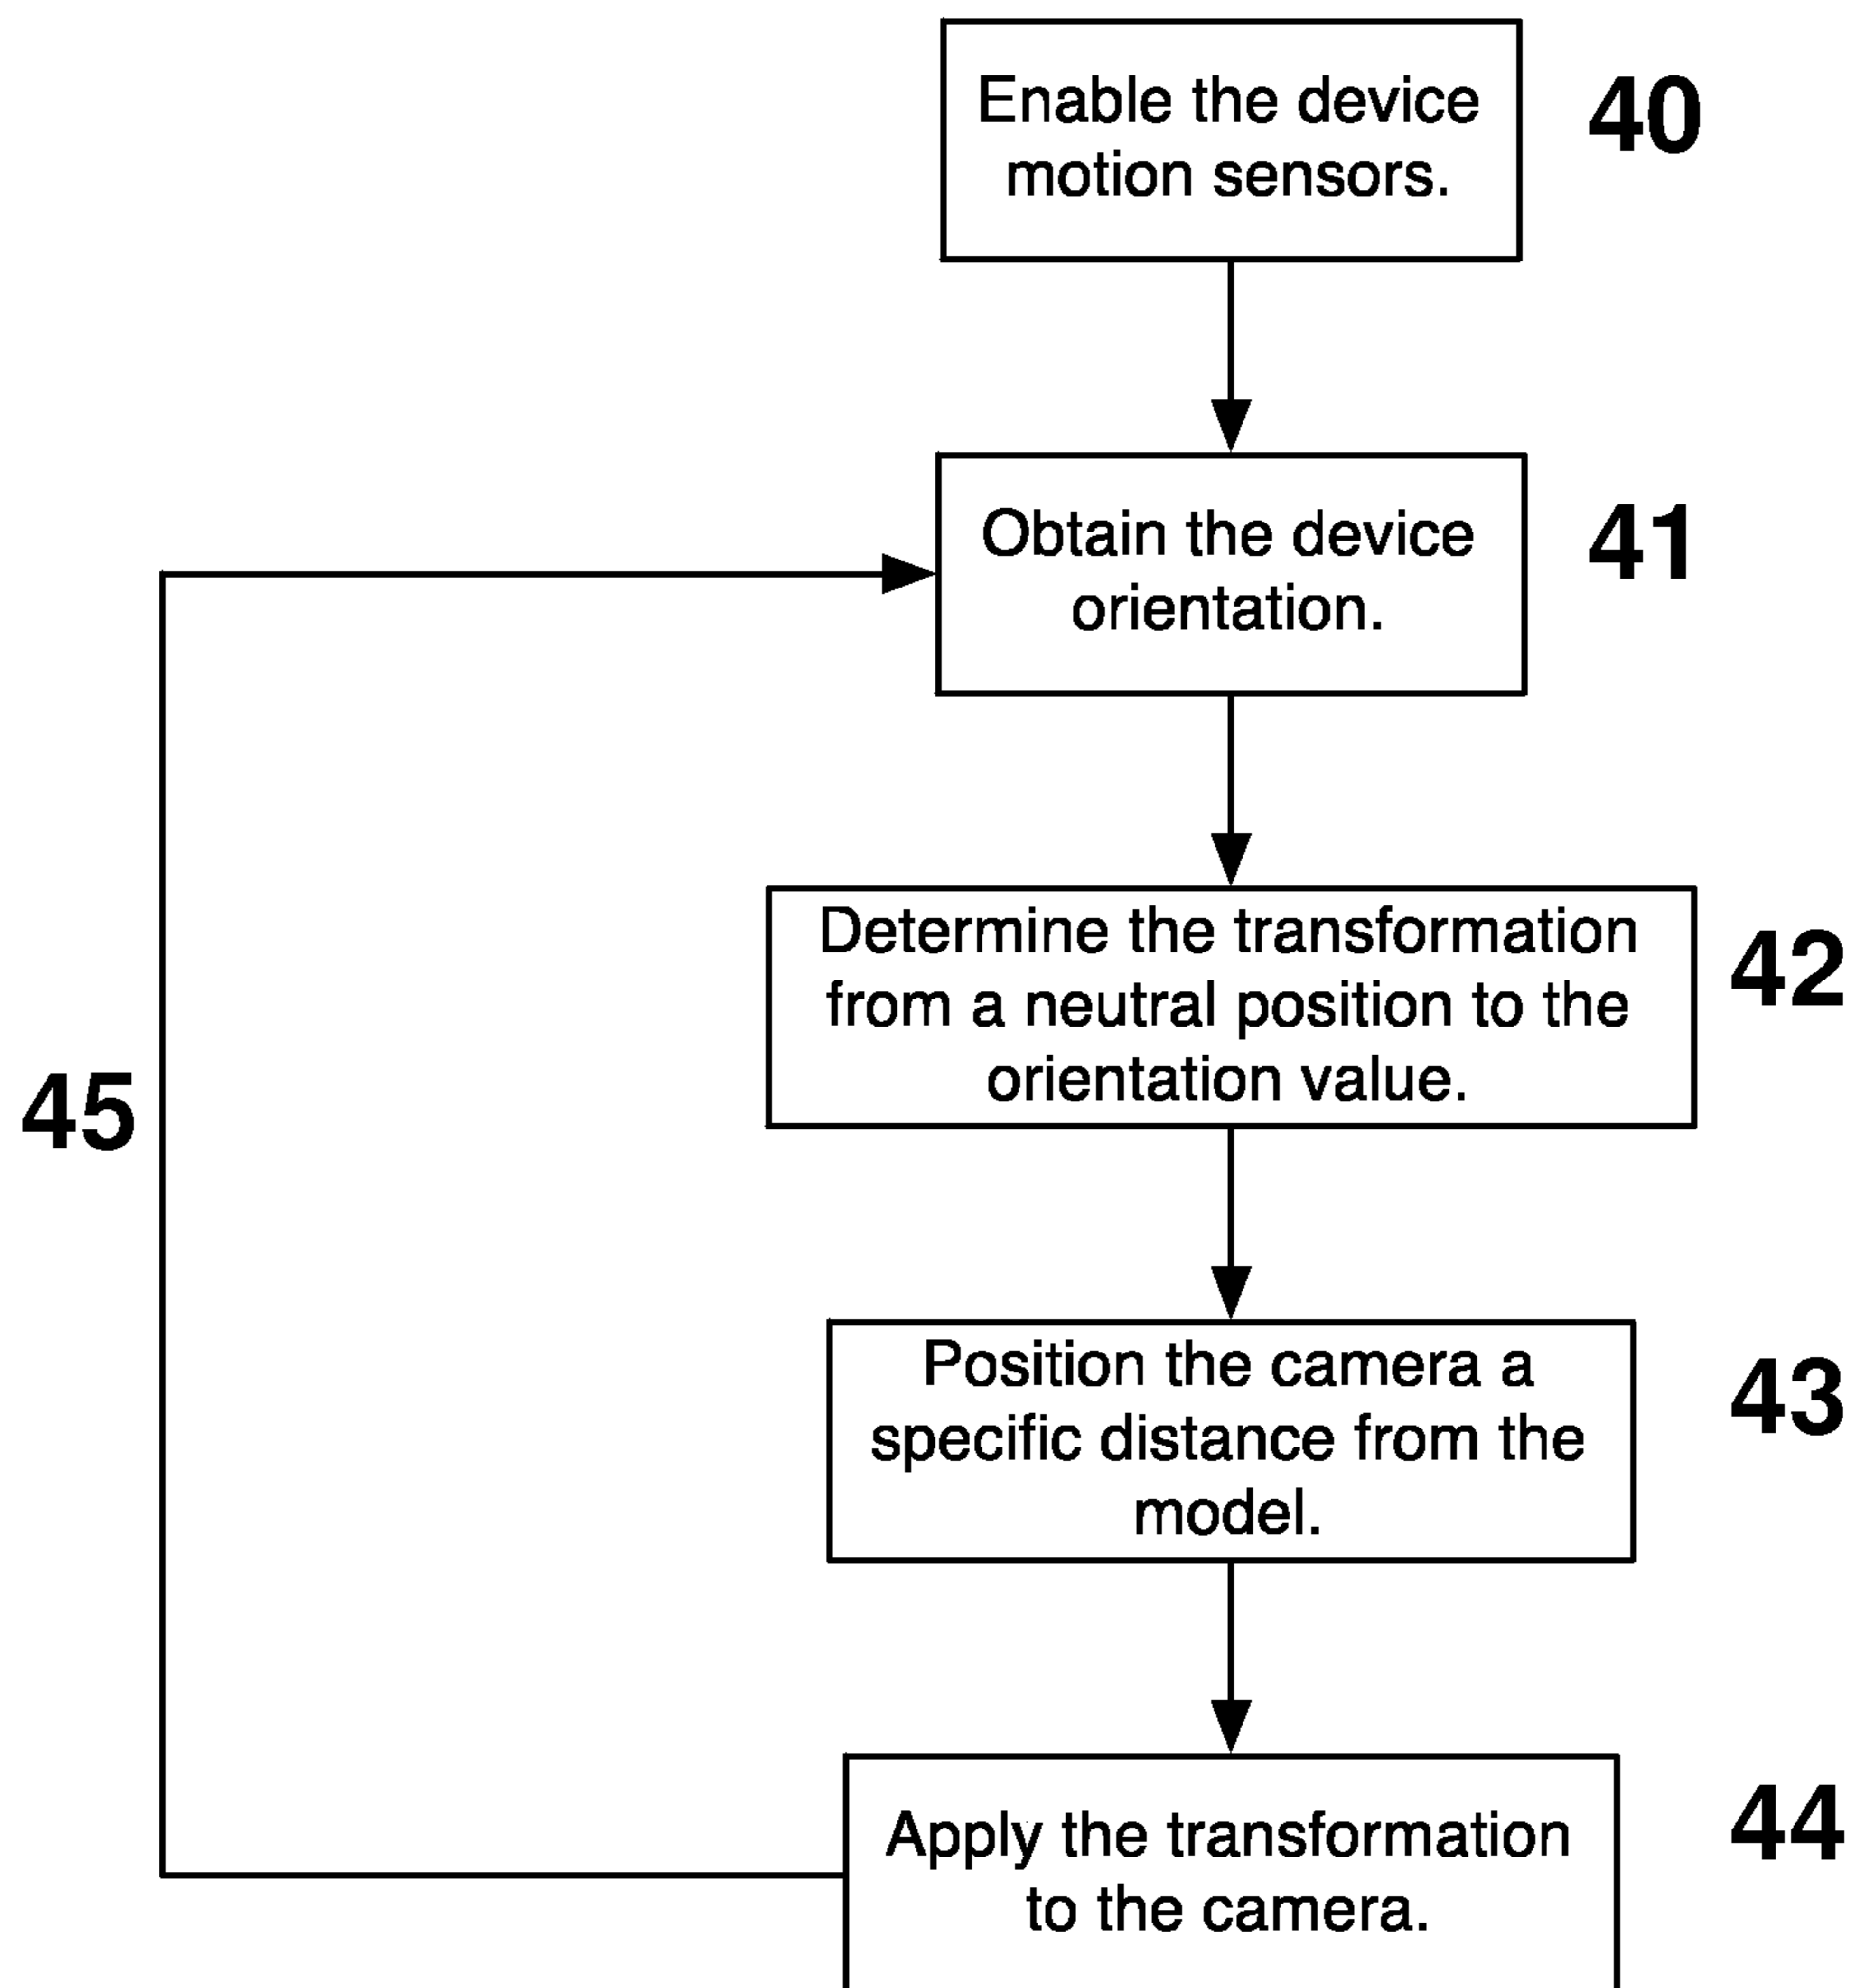 Enable the device
motion sensors.
40
Obtain the device
orientation.
41
Determine the transformation
from a neutral position to the
orientation value.
42
45
Position the camera a
specific distance from the
model.
43
Apply the transformation
to the camera.
44